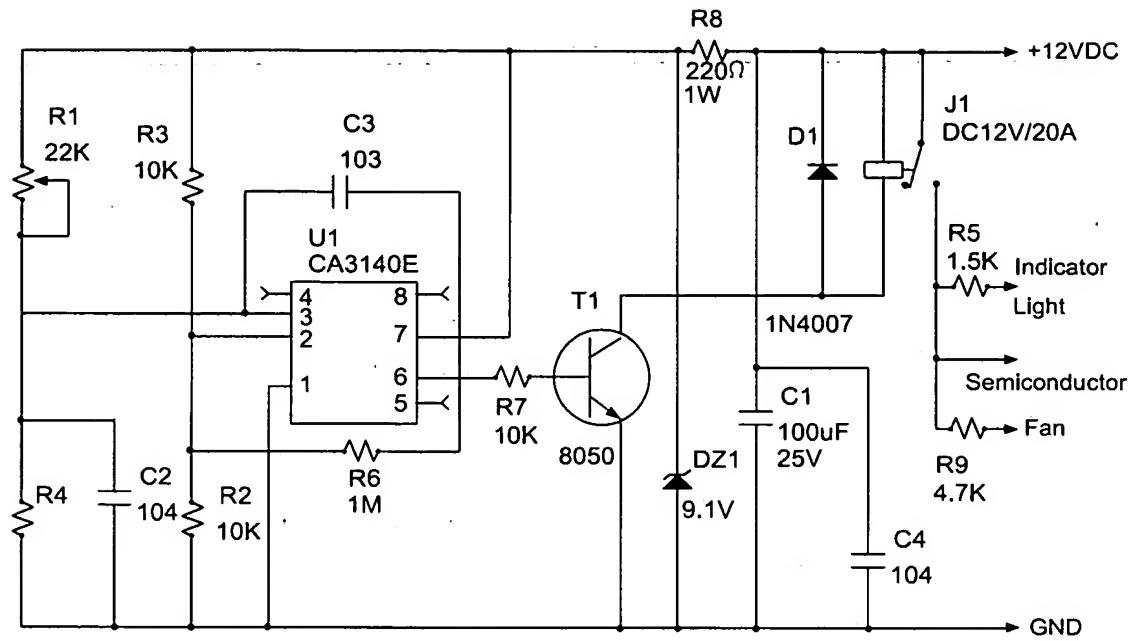 R8
220Ω
1W
+12VDC
J1
DC12V/20A
R1
22K
R3
10K
C3
103
D1
U1
CA3140E
4
3
2
1
8
7
6
5
R5
1.5K
Indicator
Light
T1
1N4007
Semiconductor
R7
10K
8050
C1
100uF
25V
Fan
R9
4.7K
R4
C2
104
R2
10K
R6
1M
DZ1
9.1V
C4
104
GND